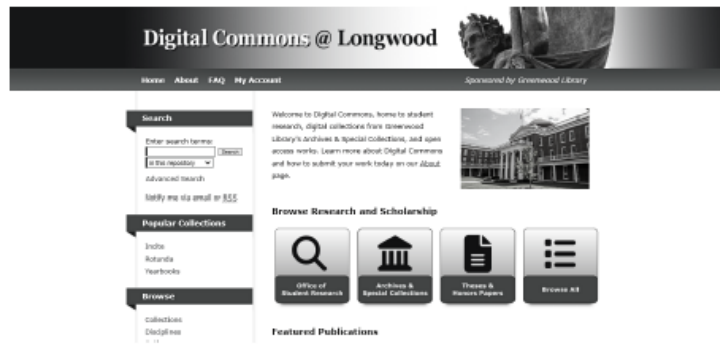 Digital Commons @ Longwood
Home About FAQ My Account
Sponsored by Greenwood Library
Search
Enter search terms:
Search
in this repository
Advanced Search
Notify me via email or RSS
Popular Collections
Incite
Rotunda
Yearbooks
Browse
Collections
Disciplines
Welcome to Digital Commons, home to student
research, digital collections from Greenwood
Library's Archives & Special Collections, and open
access works. Learn more about Digital Commons
and how to submit your work today on our About
page.
Browse Research and Scholarship
Office of
Student Research
Archives &
Special Collections
Theses &
Honors Papers
Browse All
Featured Publications